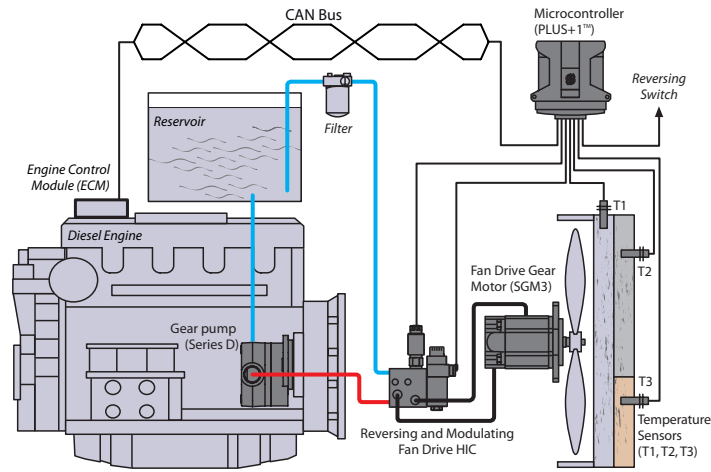 CAN Bus
Microcontroller
(PLUS+1™)
Reversing
Switch
Reservoir
Filter
Engine Control
Module (ECM)
T1
Diesel Engine
T2
Fan Drive Gear
Motor (SGM3)
Gear pump
(Series D)
T3
Temperature
Sensors
(T1, T2, T3)
Reversing and Modulating
Fan Drive HIC